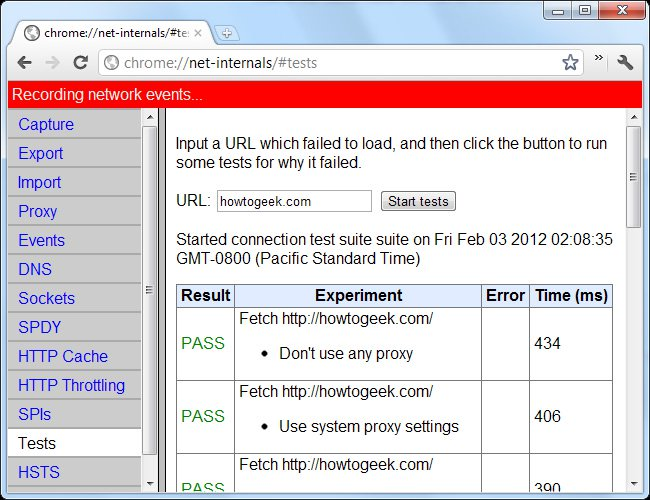 chrome://net-internals/#te
chrome://net-internals/#tests
»
Recording network events...
Capture
Export
Import
Proxy
Events
DNS
Sockets
SPDY
HTTP Cache
HTTP Throttling
SPIs
Tests
HSTS
Input a URL which failed to load, and then click the button to run
some tests for why it failed.
URL: howtogeek.com Start tests
Started connection test suite suite on Fri Feb 03 2012 02:08:35
GMT-0800 (Pacific Standard Time)
Result Experiment Error Time (ms)
Fetch http://howtogeek.com/
PASS • Don't use any proxy 434
Fetch http://howtogeek.com/
PASS • Use system proxy settings 406
Fetch http://howtogeek.com/
PASS 390